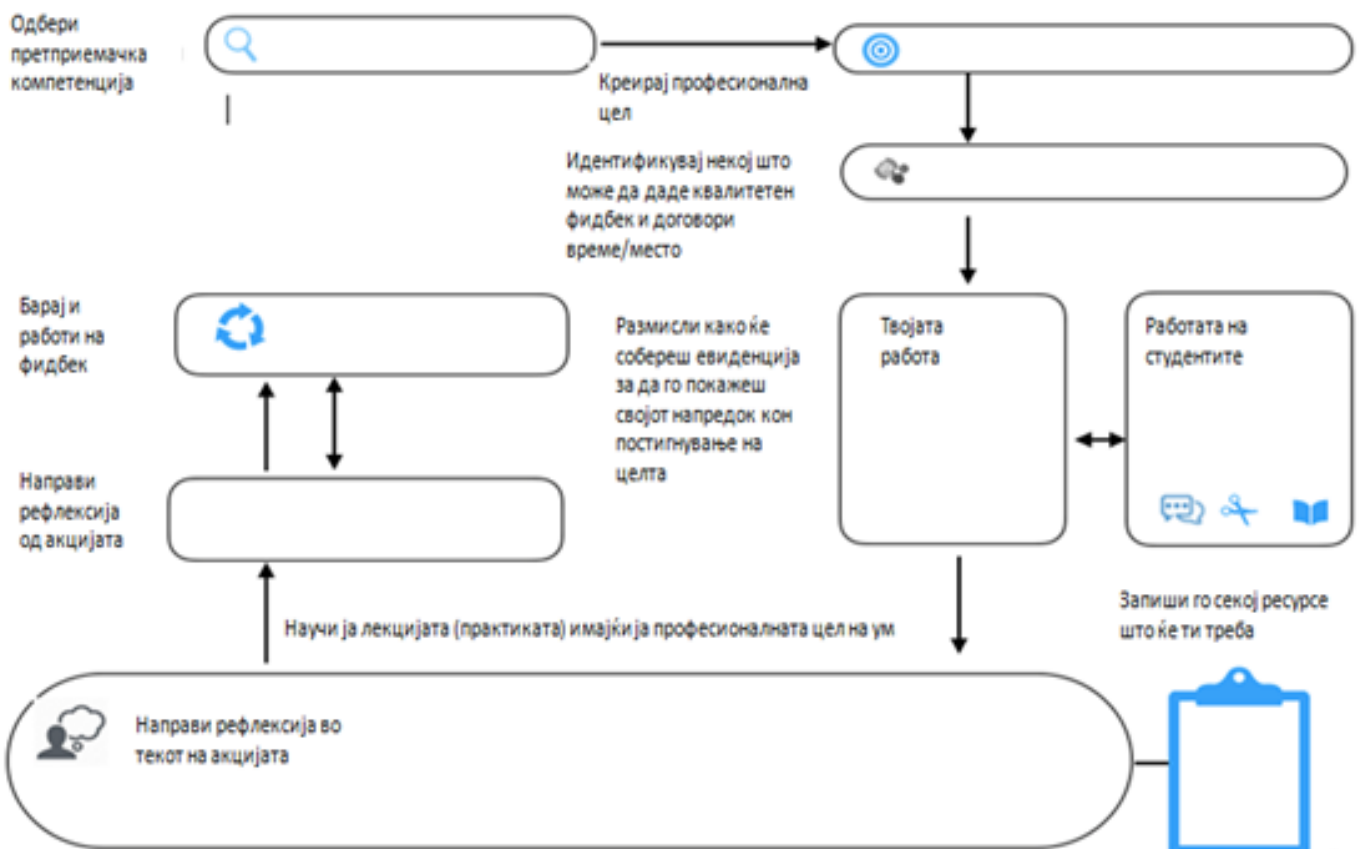 Одбери
претприемачка
компетенција
Креирај професионална
цел
Идентификувај некој што
може да даде квалитетен
фидбек и договори
време/место
Барај и
работи на
фидбек
Размисли како ќе
собереш евиденција
за да го покажеш
својот напредок кон
постигнување на
целта
Твојата
работа
Работата на
студентите
Направи
рефлексија
од акцијата
Научи ја лекцијата (практиката) имајќи ја професионалната цел на ум
Запиши го секој ресурсе
што ќе ти треба
Направи рефлексија во
текот на акцијата